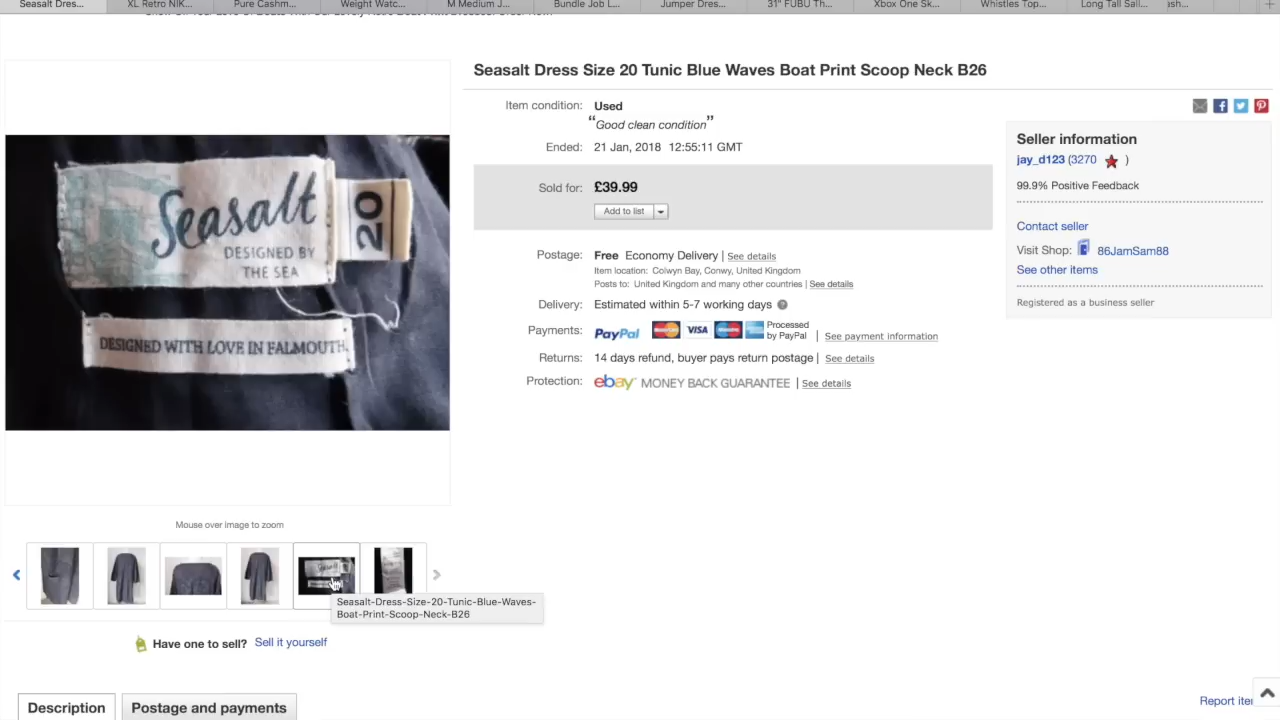 Seasalt Dres...
XL Retro NIK...
Pure Cashm...
Weight Watc...
M Medium J...
Bundle Job L...
Jumper Dres...
31" FUBU Th...
Xbox One Sk...
Whistles Top...
Long Tall Sall...
Seasalt Dress Size 20 Tunic Blue Waves Boat Print Scoop Neck B26
Item condition: Used
“Good clean condition”
Ended: 21 Jan, 2018 12:55:11 GMT
Sold for: £39.99
Add to list
Postage: Free Economy Delivery | See details
Item location: Colwyn Bay, Conwy, United Kingdom
Posts to: United Kingdom and many other countries | See details
Delivery: Estimated within 5-7 working days ?
Payments: PayPal MasterCard VISA Maestro Processed by PayPal | See payment information
Returns: 14 days refund, buyer pays return postage | See details
Protection: ebay MONEY BACK GUARANTEE | See details
Seller information
jay_d123 (3270 )
99.9% Positive Feedback
Contact seller
Visit Shop: 86JamSam88
See other items
Registered as a business seller
Seasalt
DESIGNED BY
THE SEA
20
DESIGNED WITH LOVE IN FALMOUTH.
Mouse over image to zoom
Seasalt-Dress-Size-20-Tunic-Blue-Waves-
Boat-Print-Scoop-Neck-B26
Have one to sell? Sell it yourself
Description
Postage and payments
Report iter